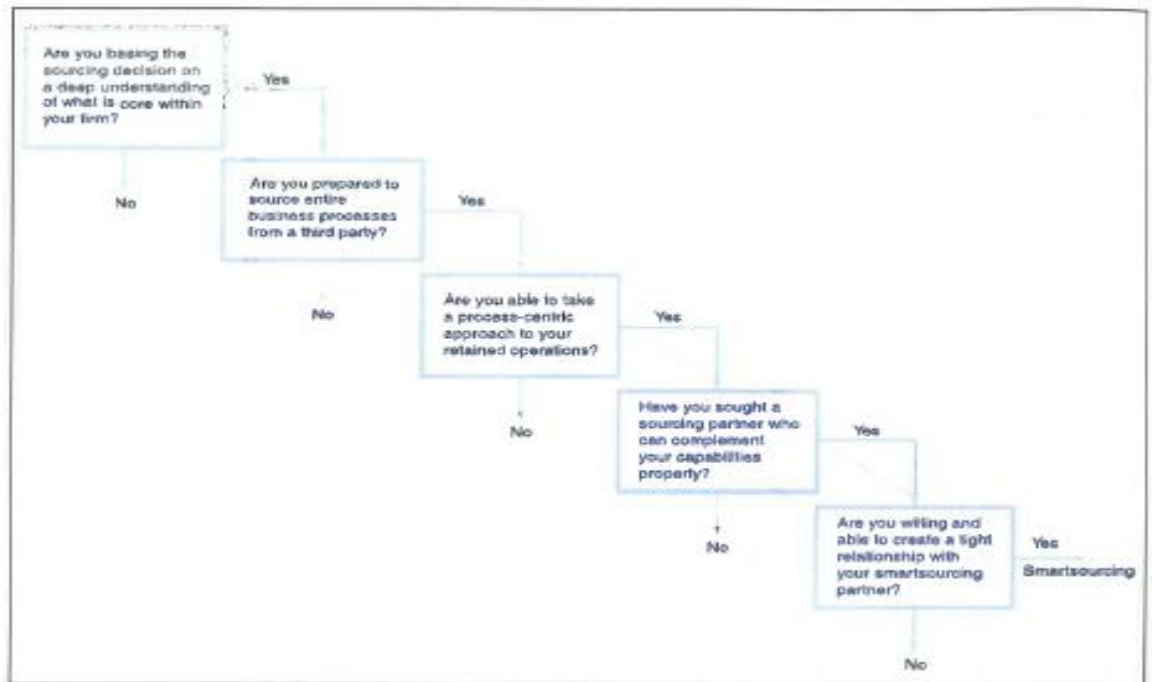 Are you basing the
sourcing decision on
a deep understanding
of what is core within
your firm?
Yes
No
Are you prepared to
source entire
business processes
from a third party?
Yes
No
Are you able to take
a process-centric
approach to your
retained operations?
Yes
No
Have you sought a
sourcing partner who
can complement
your capabilities
properly?
Yes
No
Are you willing and
able to create a tight
relationship with
your smartsourcing
partner?
Yes
Smartsourcing
No